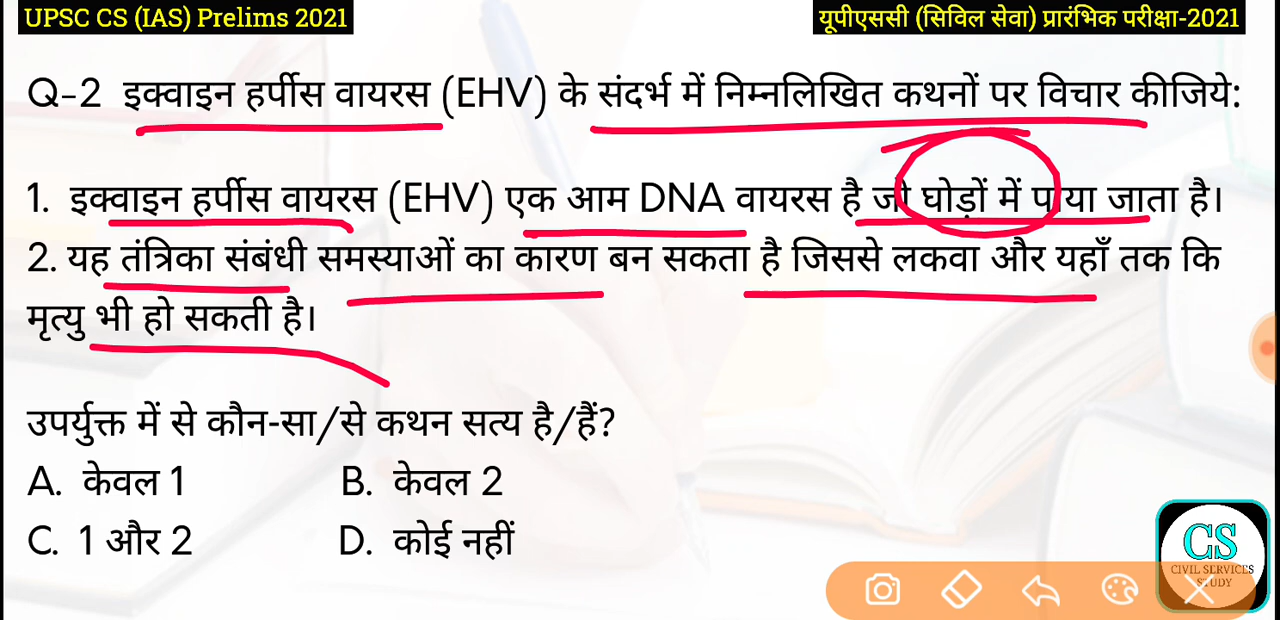 UPSC CS (IAS) Prelims 2021
यूपीएससी (सिविल सेवा) प्रारंभिक परीक्षा-2021
Q-2 इक्वाइन हर्पीस वायरस (EHV) के संदर्भ में निम्नलिखित कथनों पर विचार कीजिये:
1. इक्वाइन हर्पीस वायरस (EHV) एक आम DNA वायरस है जो घोड़ों में पाया जाता है।
2. यह तंत्रिका संबंधी समस्याओं का कारण बन सकता है जिससे लकवा और यहाँ तक कि
मृत्यु भी हो सकती है।
उपर्युक्त में से कौन-सा/से कथन सत्य है/हैं?
A. केवल 1 B. केवल 2
C. 1 और 2 D. कोई नहीं
CS
CIVIL SERVICES
STUDY